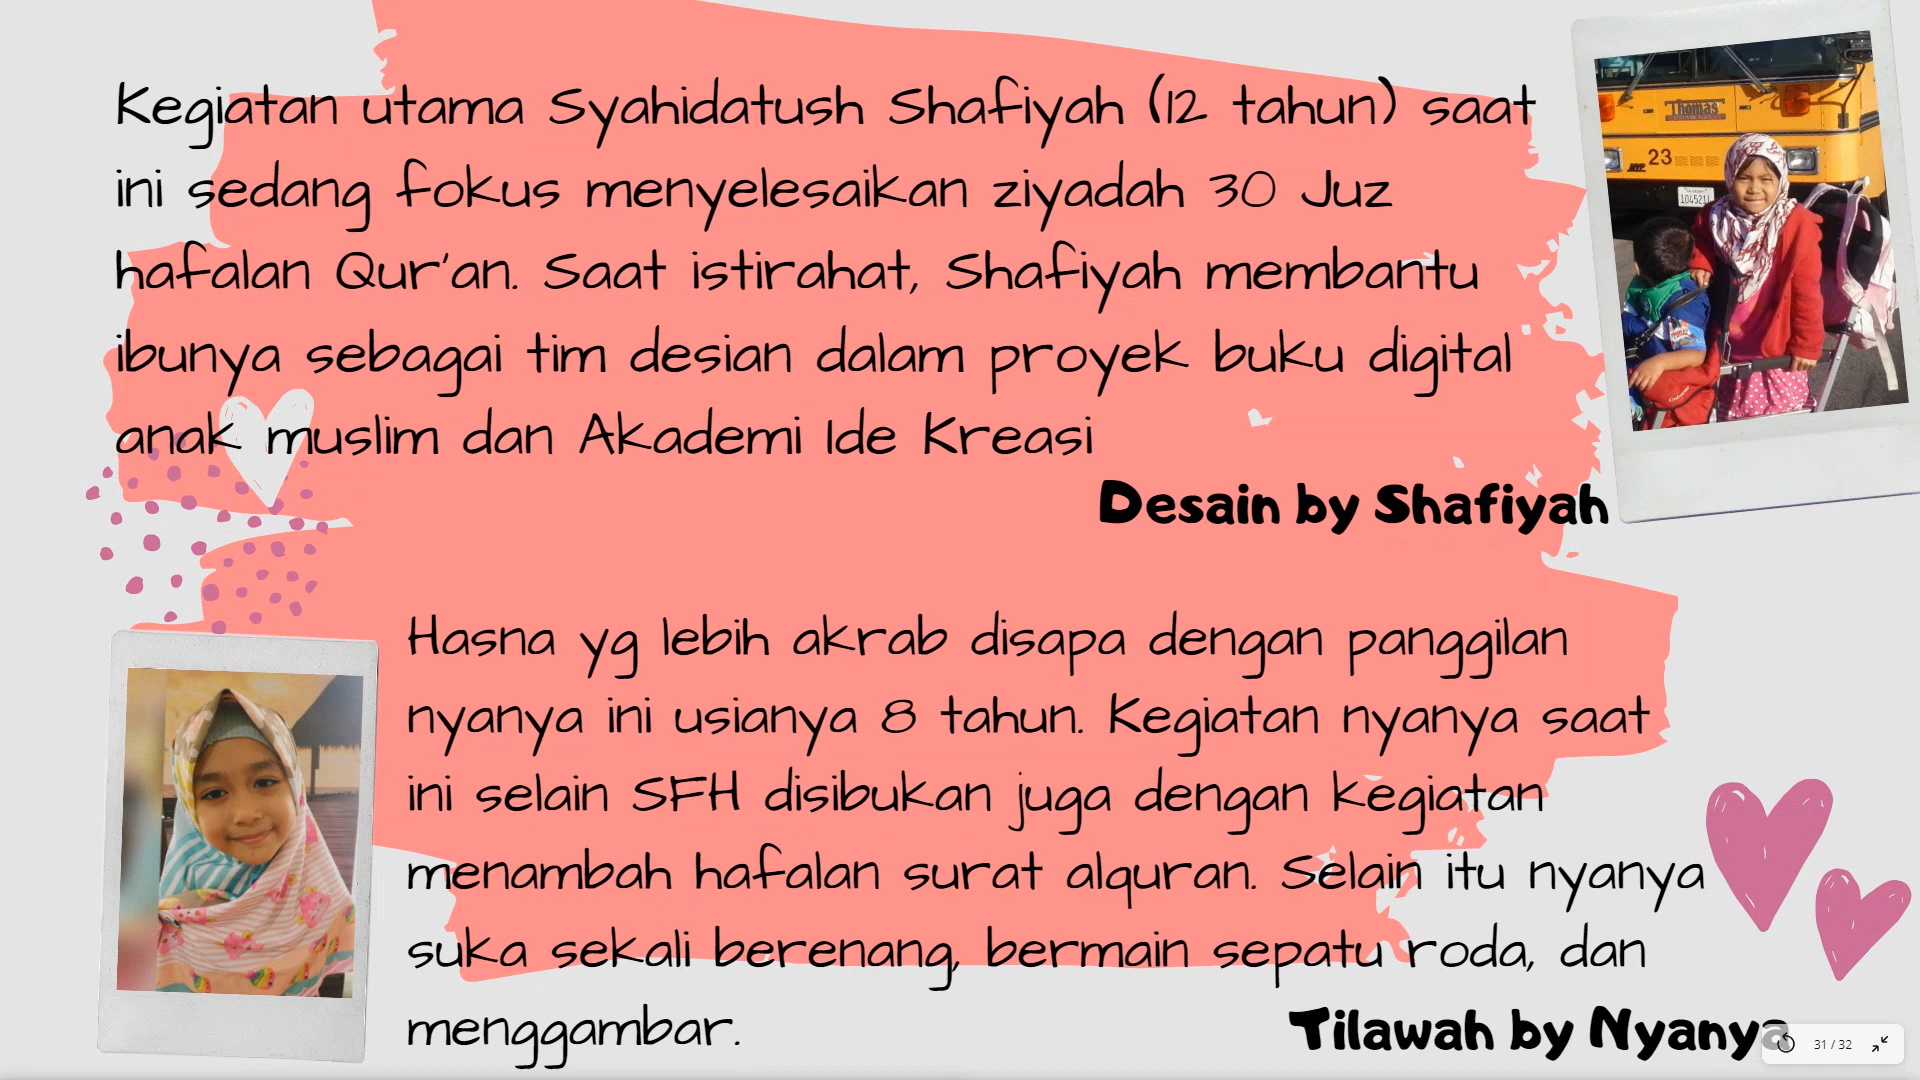 Kegiatan utama Syahidatush Shafiyah (12 tahun) saat
ini sedang fokus menyelesaikan ziyadah 30 Juz
hafalan Qur'an. Saat istirahat, Shafiyah membantu
ibunya sebagai tim desian dalam proyek buku digital
anak muslim dan Akademi Ide Kreasi
Desain by Shafiyah
Thomas
23
Hasna yg lebih akrab disapa dengan panggilan
nyanya ini usianya 8 tahun. Kegiatan nyanya saat
ini selain SFH disibukan juga dengan kegiatan
menambah hafalan surat alquran. Selain itu nyanya
suka sekali berenang, bermain sepatu roda, dan
menggambar.
Tilawah by Nyanya
31 / 32